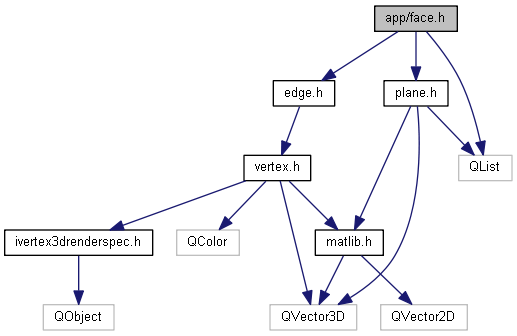 app/face.h
edge.h
plane.h
vertex.h
QList
ivertex3drenderspec.h
QColor
matlib.h
QObject
QVector3D
QVector2D